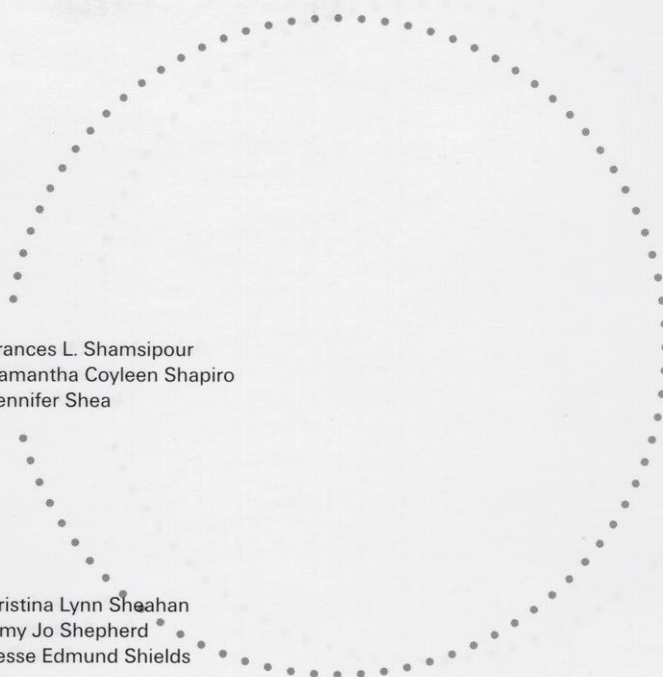 rances L. Shamsipour
amantha Coyleen Shapiro
ennifer Shea
ristina Lynn Sheahan
my Jo Shepherd
esse Edmund Shields